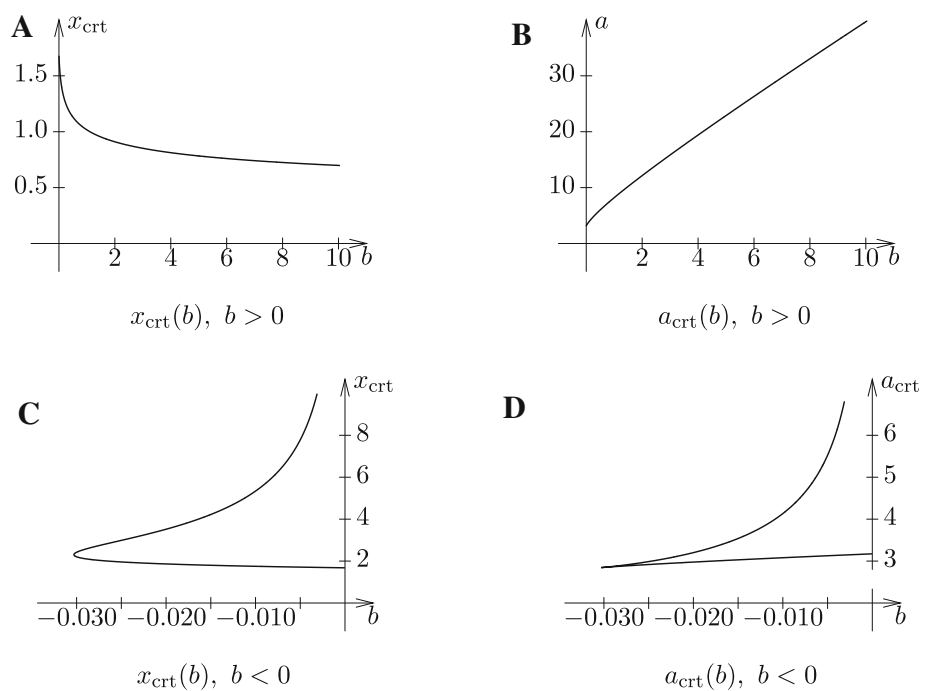 A
x_crt
1.5
1.0
0.5
2 4 6 8 10 b
x_crt(b), b > 0
B
a
30
20
10
2 4 6 8 10 b
a_crt(b), b > 0
C
x_crt
8
6
4
2
−0.030 −0.020 −0.010 b
x_crt(b), b < 0
D
a_crt
6
5
4
3
−0.030 −0.020 −0.010 b
a_crt(b), b < 0